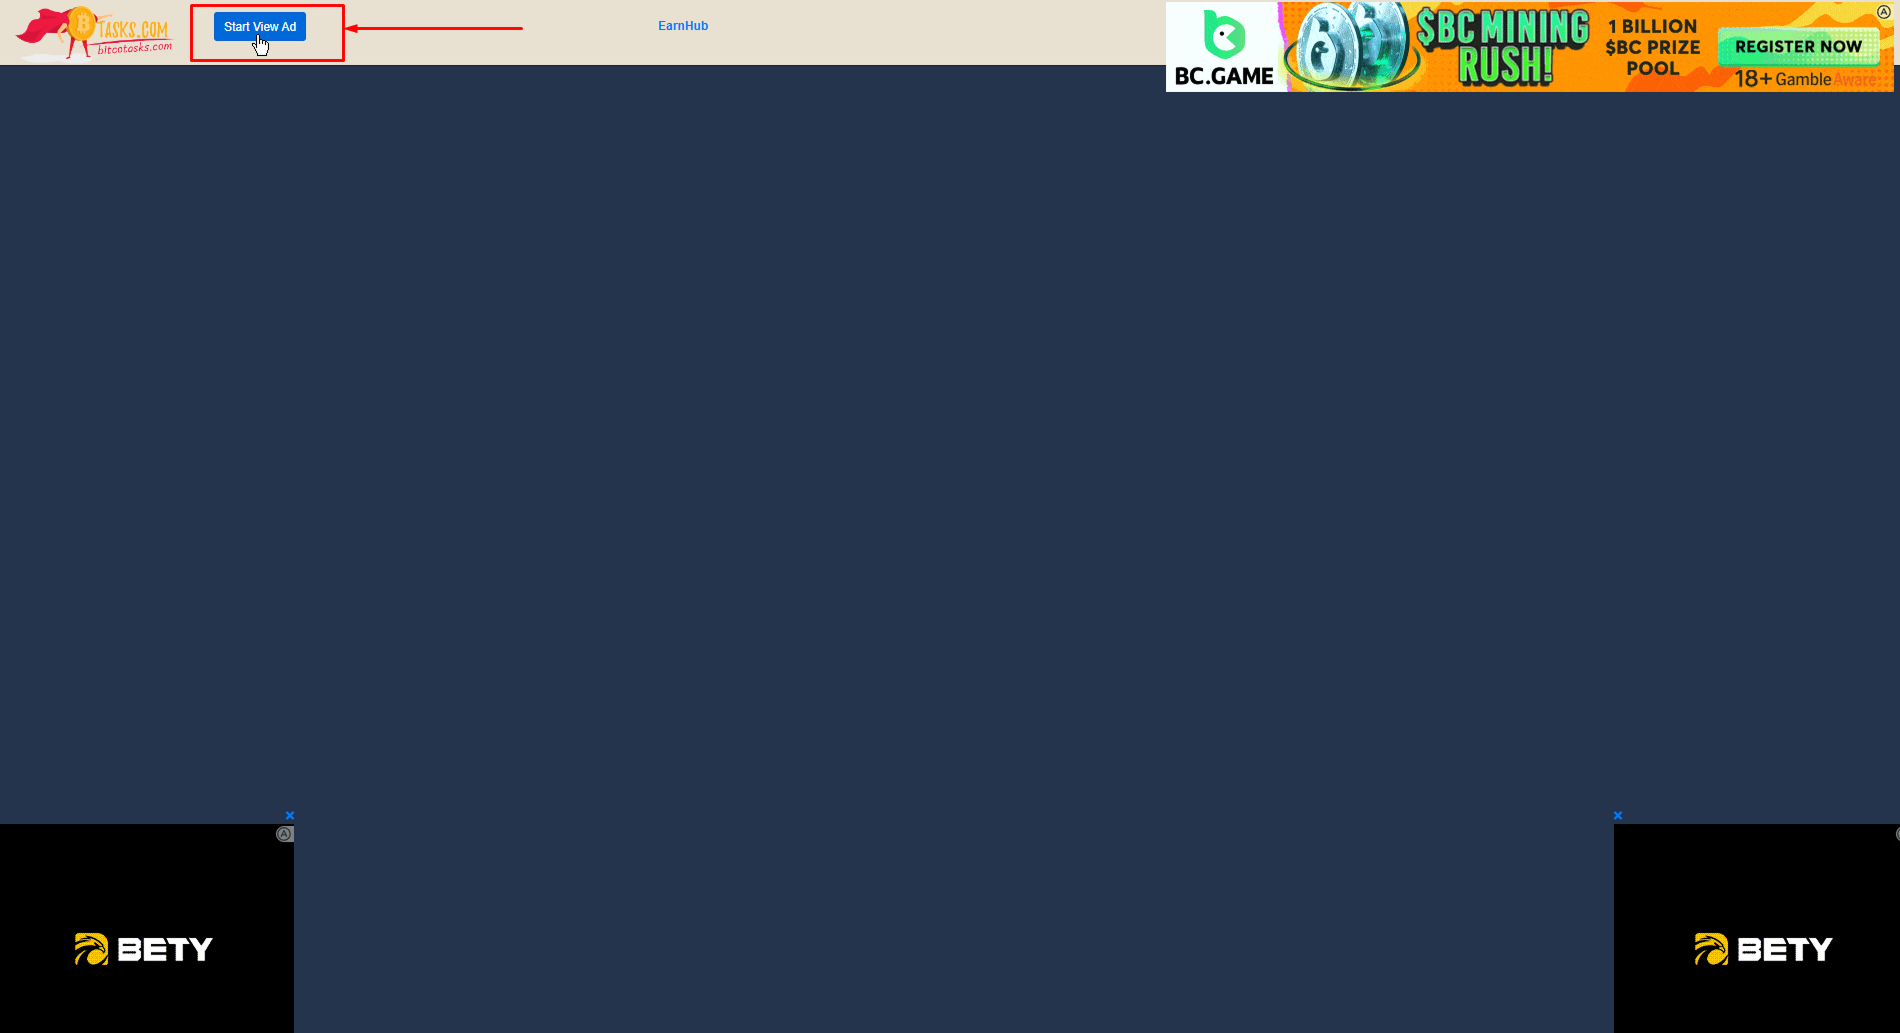 TASKS.COM
bitcotasks.com
Start View Ad
EarnHub
BC.GAME
$BC MINING
RUSH!
1 BILLION
$BC PRIZE
POOL
REGISTER NOW
18+ GambleAware
BETY
BETY